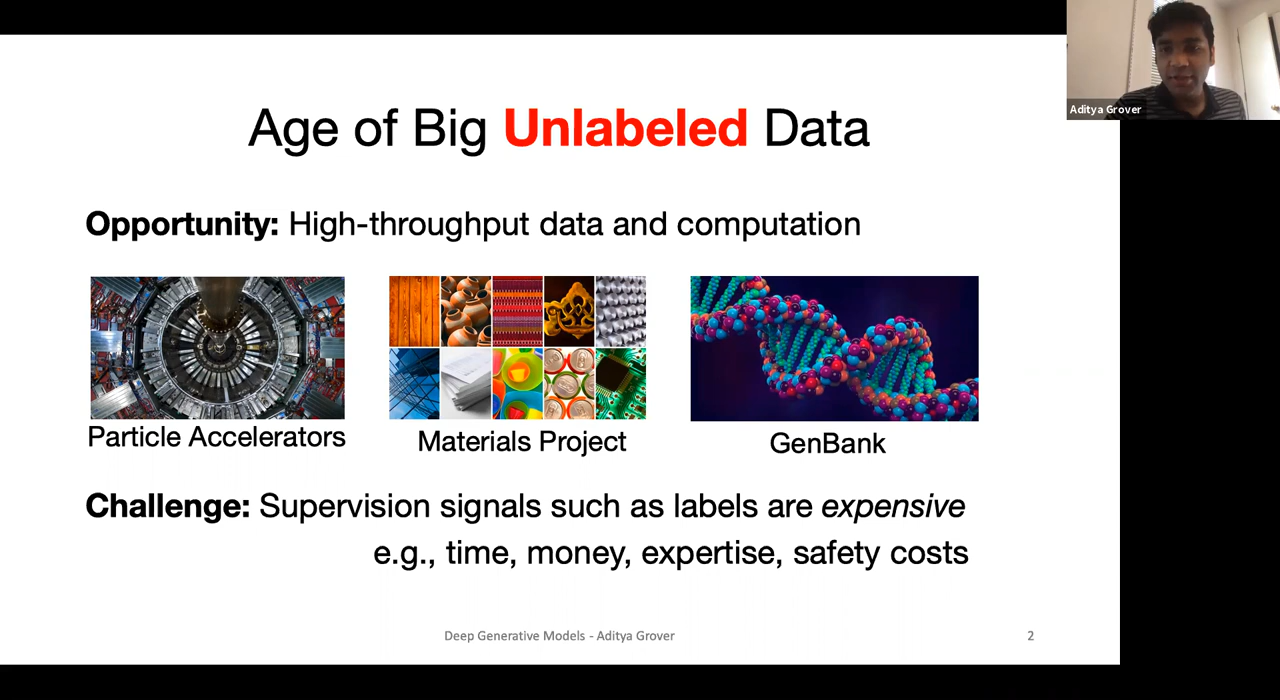 Aditya Grover
Age of Big Unlabeled Data
Opportunity: High-throughput data and computation
Particle Accelerators
Materials Project
GenBank
Challenge: Supervision signals such as labels are expensive
e.g., time, money, expertise, safety costs
Deep Generative Models - Aditya Grover
2